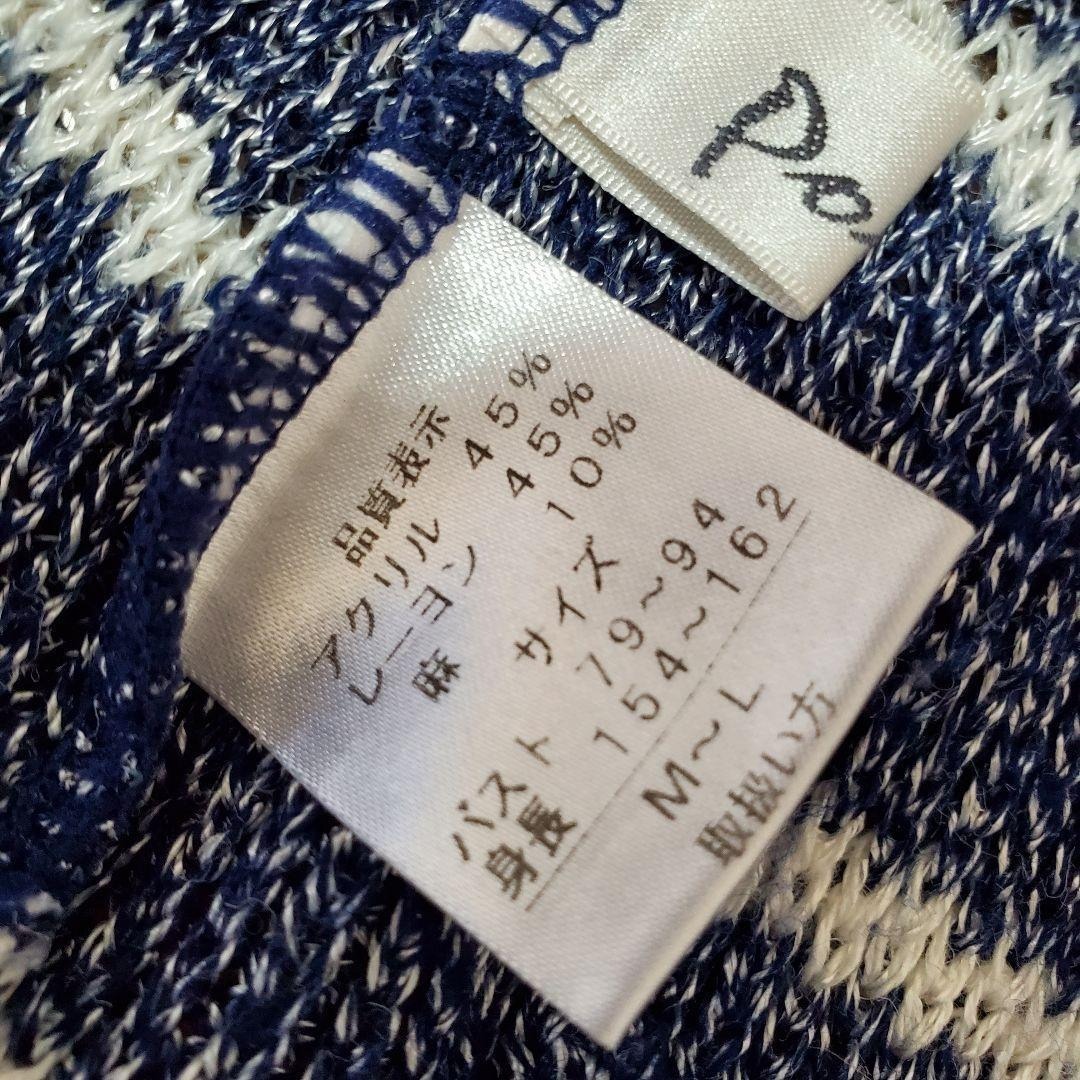 Po
品質表示
アクリル 45%
レーヨン 45%
麻 10%
サイズ
バスト 79~94
身長 154~162
M~L
取扱い方